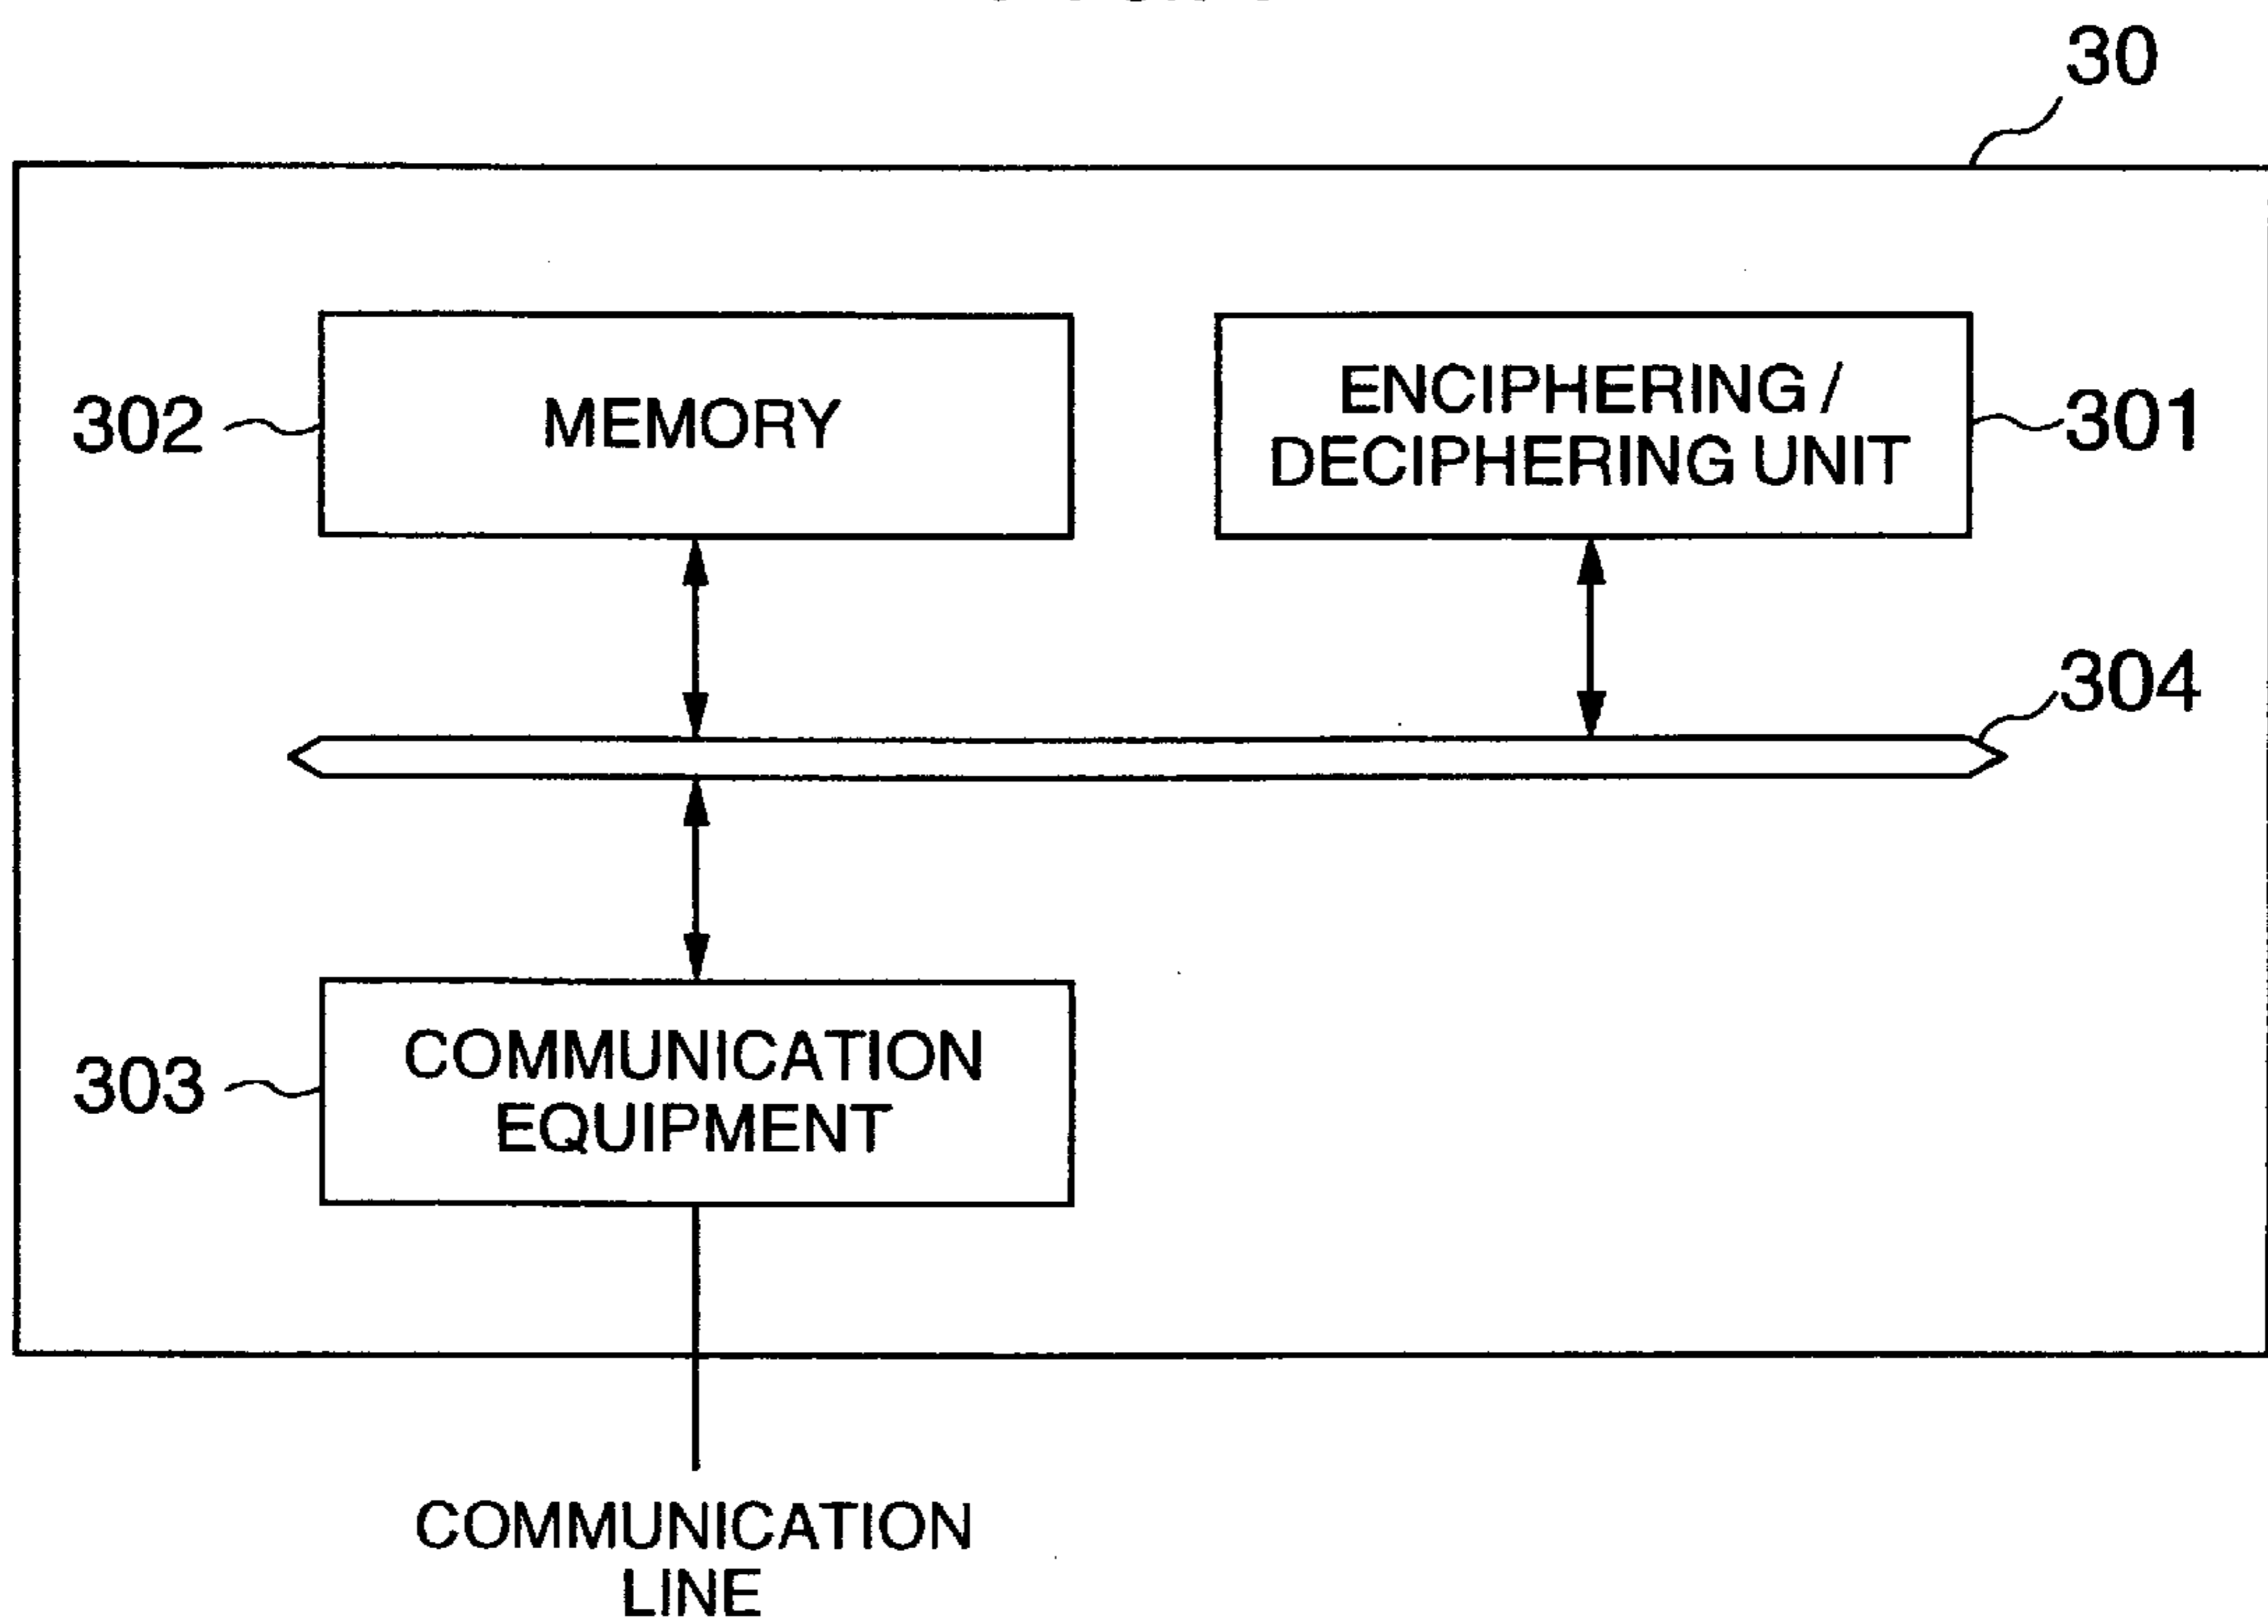 30
302
MEMORY
ENCIPHERING /
DECIPHERING UNIT
301
304
303
COMMUNICATION
EQUIPMENT
COMMUNICATION
LINE